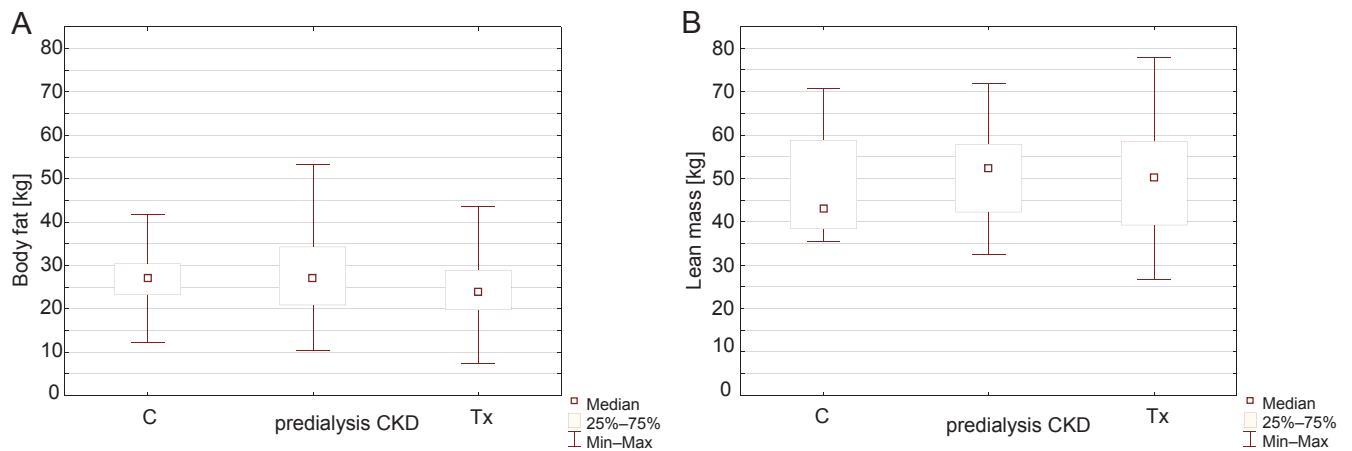 A
Body fat [kg]
80
70
60
50
40
30
20
10
0
C
predialysis CKD
Tx
Median
25%–75%
Min–Max
B
Lean mass [kg]
80
70
60
50
40
30
20
10
0
C
predialysis CKD
Tx
Median
25%–75%
Min–Max